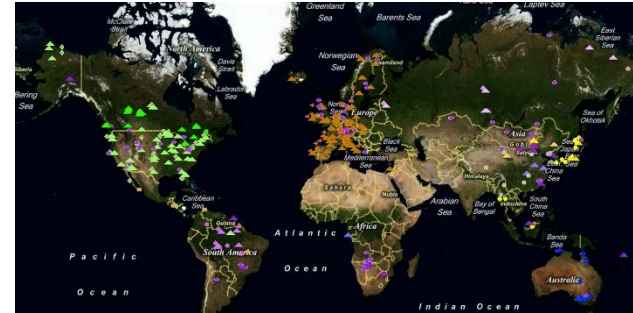 Greenland
Sea
Barents Sea
Laptev Sea
McClure
Strait
East
Siberian
Sea
North America
Norwegian
Sea
Davis
Strait
Bering
Sea
Labrador
Sea
Sea of
Okhotsk
North
Sea
Europe
Asia
Gobi
Black
Sea
Mediterranean
Sea
Sea of
Japan
East
China
Sea
Himalaya
Sahara
Nubia
Arabian
Sea
Bay of
Bengal
Indochina
South
China
Sea
Caribbean
Sea
Guiana
Africa
Atlantic
Ocean
South America
Banda
Sea
Pacific
Ocean
Australia
Indian Ocean